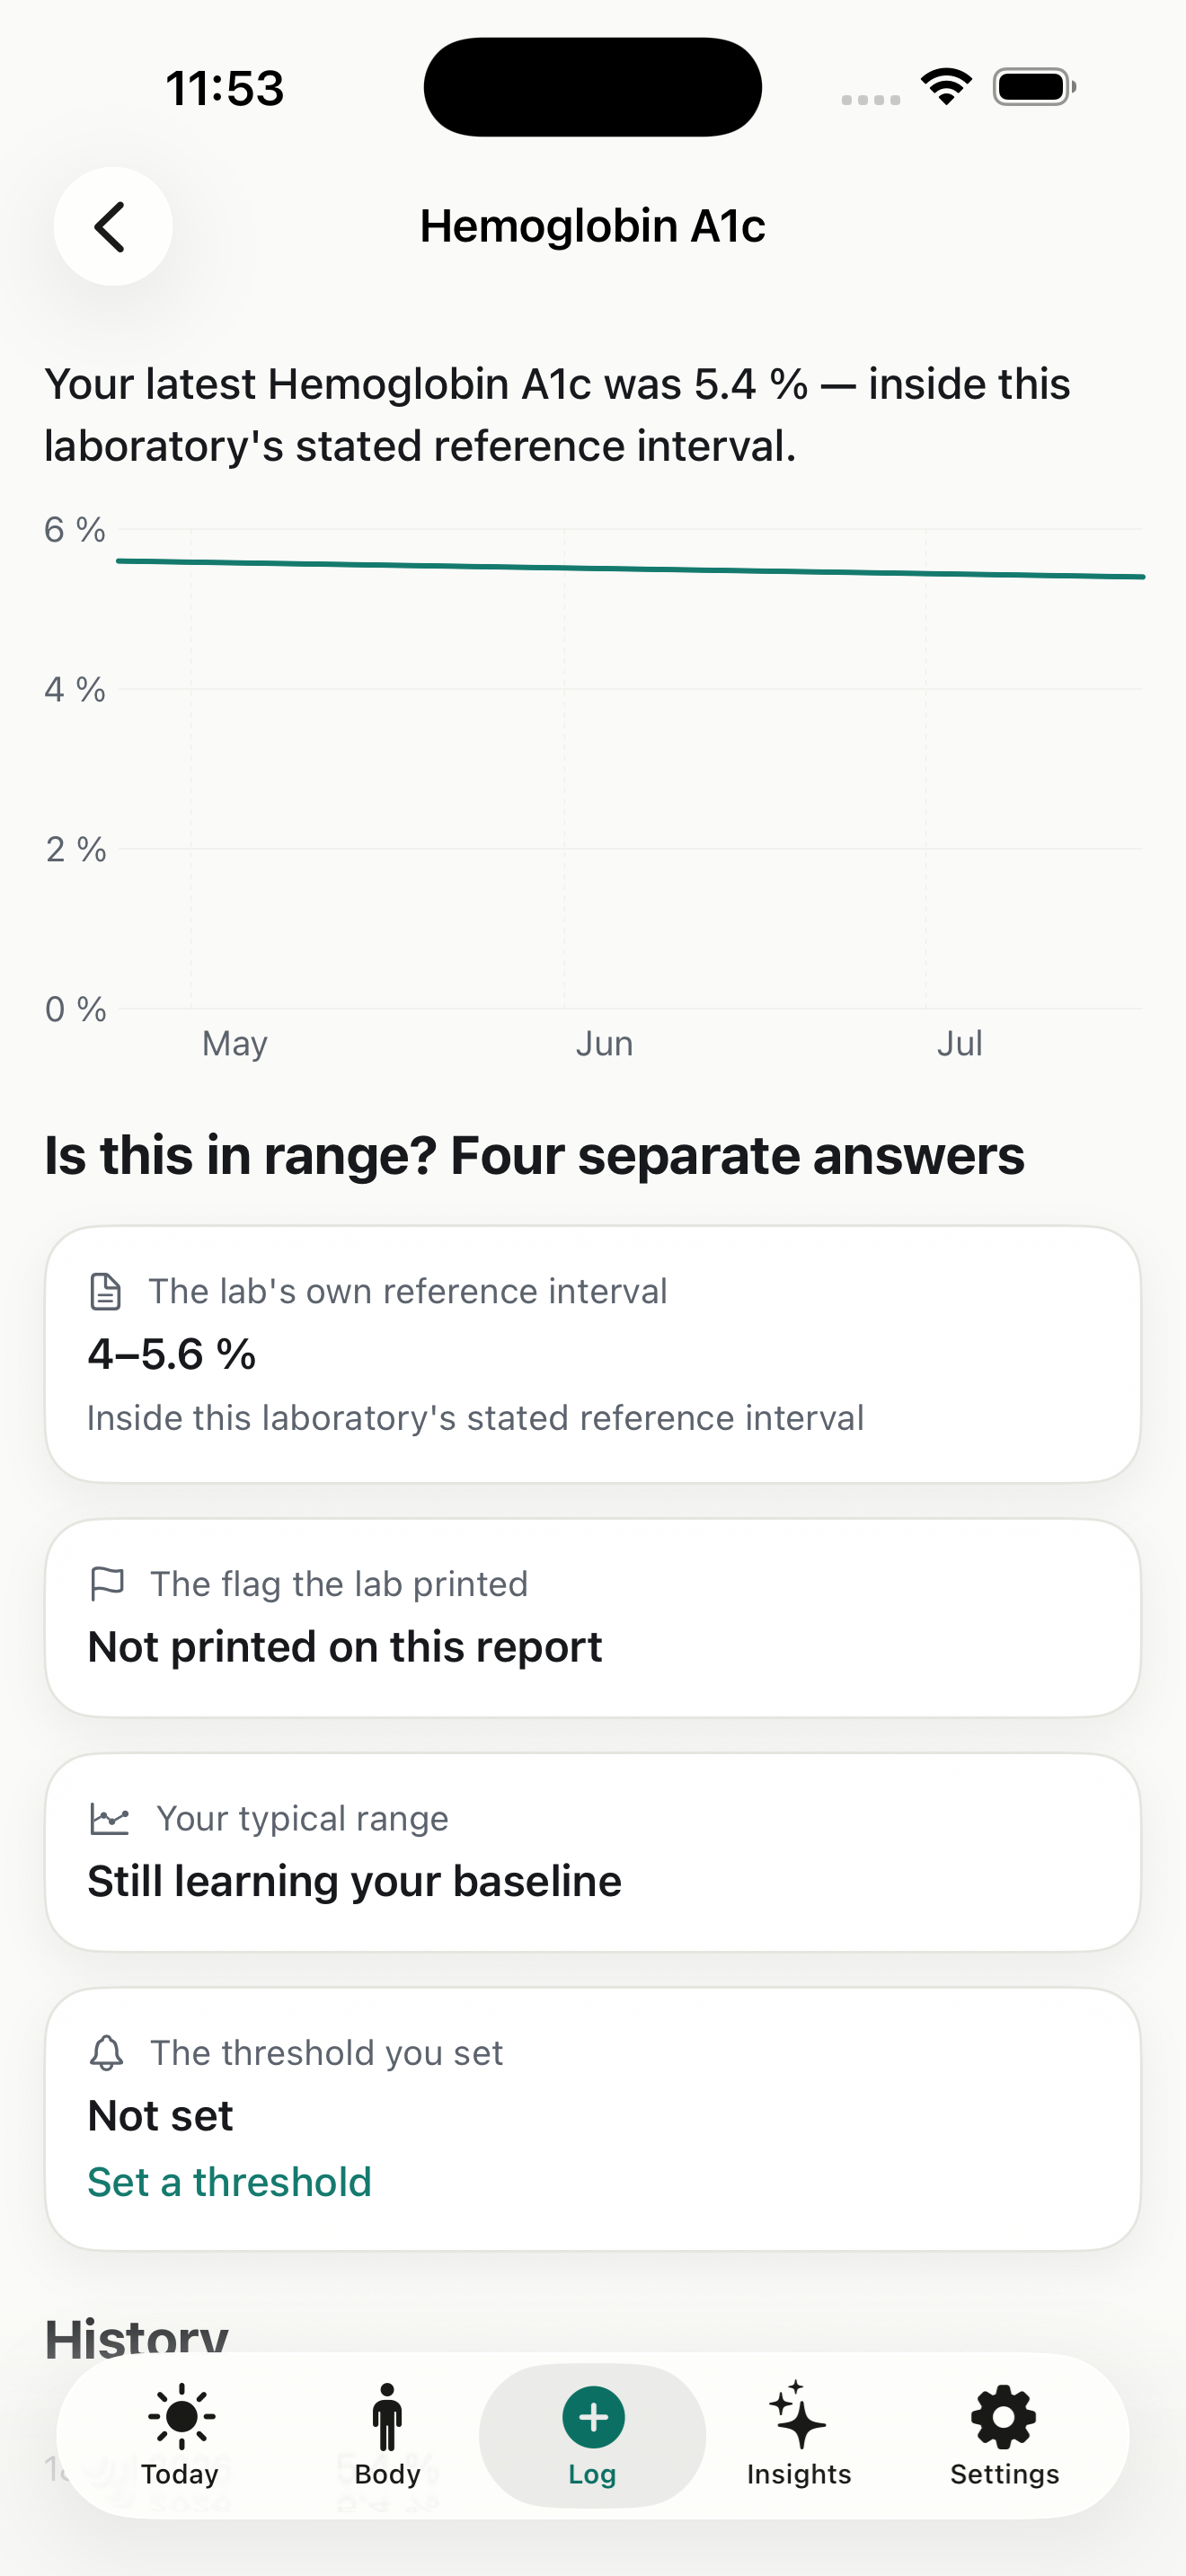 11:53
Hemoglobin A1c
Your latest Hemoglobin A1c was 5.4 % — inside this
laboratory's stated reference interval.
6 %
4 %
2 %
0 %
May Jun Jul
Is this in range? Four separate answers
The lab's own reference interval
4–5.6 %
Inside this laboratory's stated reference interval
The flag the lab printed
Not printed on this report
Your typical range
Still learning your baseline
The threshold you set
Not set
Set a threshold
History
Today Body Log Insights Settings